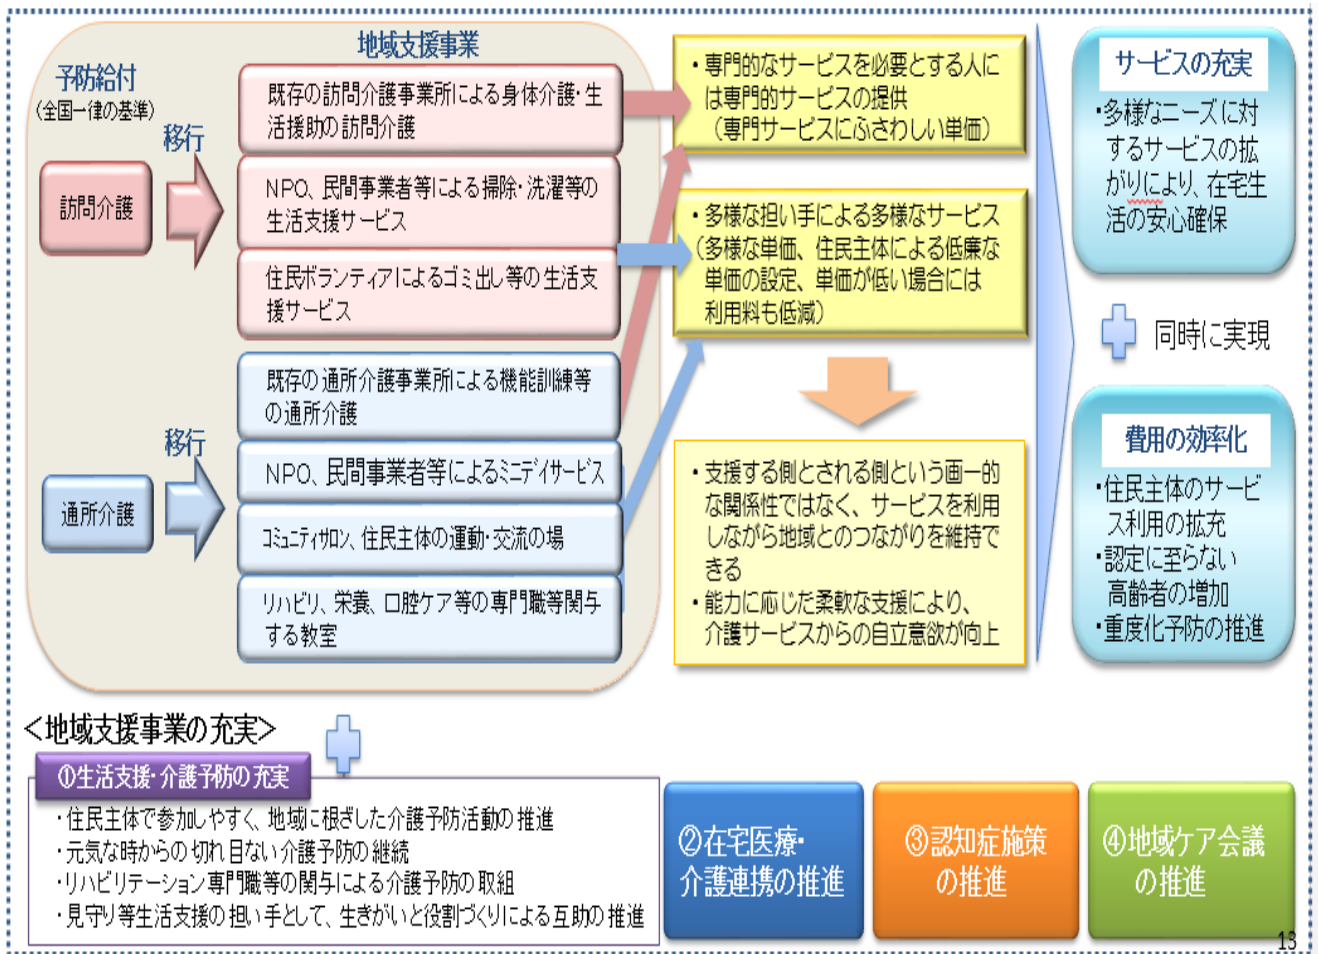 地域支援事業
予防給付
(全国一律の基準)
移行
訪問介護
既存の訪問介護事業所による身体介護・生
活援助の訪問介護
NPO、民間事業者等による掃除・洗濯等の
生活支援サービス
住民ボランティアによるゴミ出し等の生活支
援サービス
移行
通所介護
既存の通所介護事業所による機能訓練等
の通所介護
NPO、民間事業者等によるミニデイサービス
コミュニティサロン、住民主体の運動・交流の場
リハビリ、栄養、口腔ケア等の専門職等関与
する教室
・専門的なサービスを必要とする人に
は専門的サービスの提供
(専門サービスにふさわしい単価)
・多様な担い手による多様なサービス
(多様な単価、住民主体による低廉な
単価の設定、単価が低い場合には
利用料も低減)
・支援する側とされる側という画一的
な関係性ではなく、サービスを利用
しながら地域とのつながりを維持で
きる
・能力に応じた柔軟な支援により、
介護サービスからの自立意欲が向上
サービスの充実
・多様なニーズに対
するサービスの拡
がりにより、在宅生
活の安心確保
同時に実現
費用の効率化
・住民主体のサービ
ス利用の拡充
・認定に至らない
高齢者の増加
・重度化予防の推進
<地域支援事業の充実>
①生活支援・介護予防の充実
・住民主体で参加しやすく、地域に根ざした介護予防活動の推進
・元気な時からの切れ目ない介護予防の継続
・リハビリテーション専門職等の関与による介護予防の取組
・見守り等生活支援の担い手として、生きがいと役割づくりによる互助の推進
②在宅医療・
介護連携の推進
③認知症施策
の推進
④地域ケア会議
の推進
13